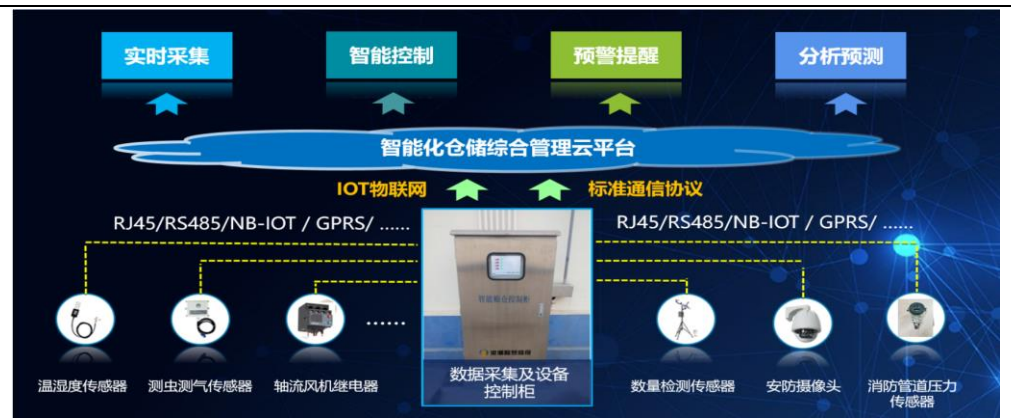 实时采集
智能控制
预警提醒
分析预测
智能化仓储综合管理云平台
IOT物联网
标准通信协议
RJ45/RS485/NB-IOT / GPRS/ ......
RJ45/RS485/NB-IOT / GPRS/ ......
......
温湿度传感器
测虫测气传感器
轴流风机继电器
数据采集及设备
控制柜
数量检测传感器
安防摄像头
消防管道压力
传感器